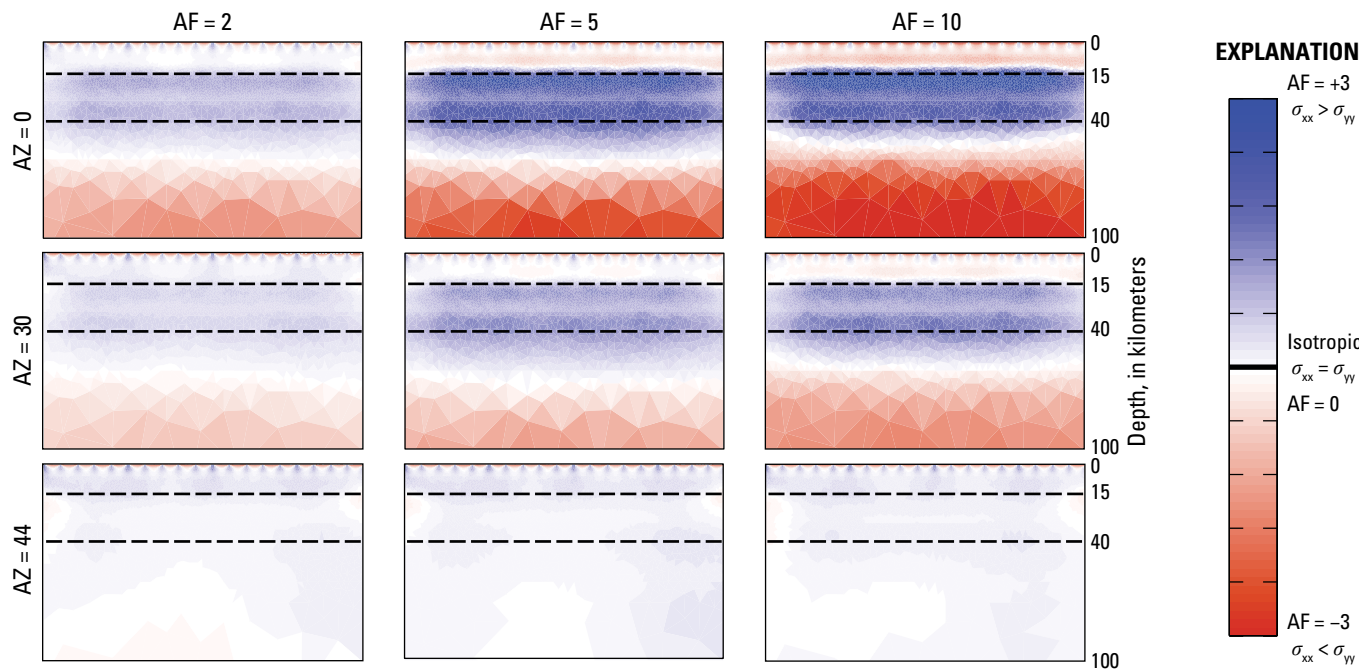 AF = 2
AF = 5
AF = 10
AZ = 0
0
15
40
100
AZ = 30
0
15
40
100
Depth, in kilometers
AZ = 44
0
15
40
100
EXPLANATION
AF = +3
σxx > σyy
Isotropic
σxx = σyy
AF = 0
AF = −3
σxx < σyy